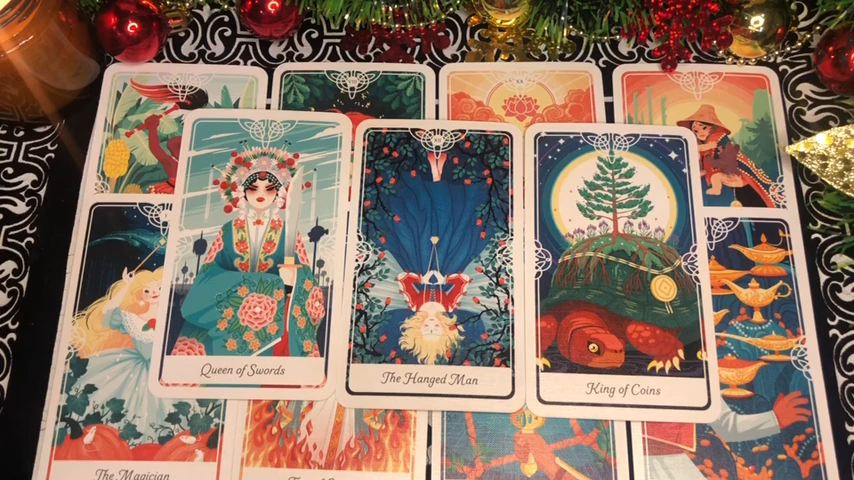 Queen of Swords
The Hanged Man
King of Coins
The Magician